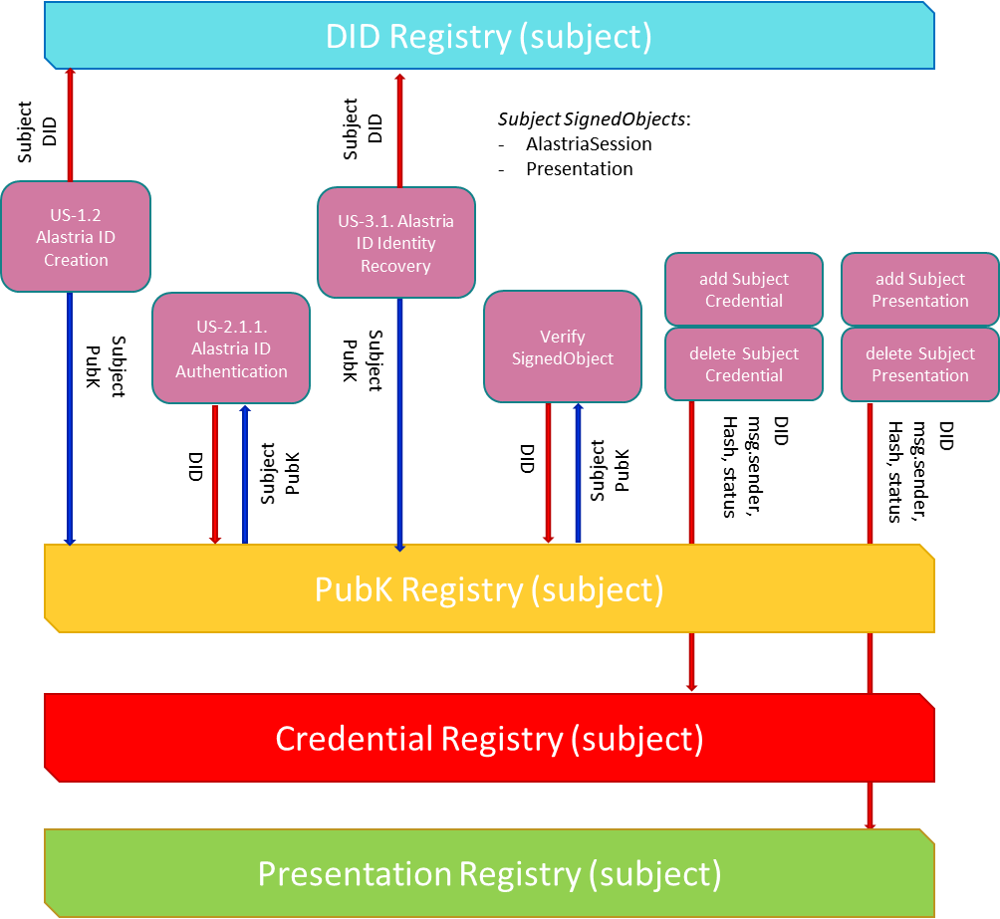 DID Registry (subject)
Subject
DID
Subject
DID
Subject SignedObjects:
- AlastriaSession
- Presentation
US-1.2
Alastria ID
Creation
US-3.1. Alastria
ID Identity
Recovery
add Subject
Credential
add Subject
Presentation
US-2.1.1.
Alastria ID
Authentication
Verify
SignedObject
delete Subject
Credential
delete Subject
Presentation
Subject
PubK
Subject
PubK
DID
Subject
PubK
DID
Subject
PubK
DID
msg.sender,
Hash, status
DID
msg.sender,
Hash, status
PubK Registry (subject)
Credential Registry (subject)
Presentation Registry (subject)